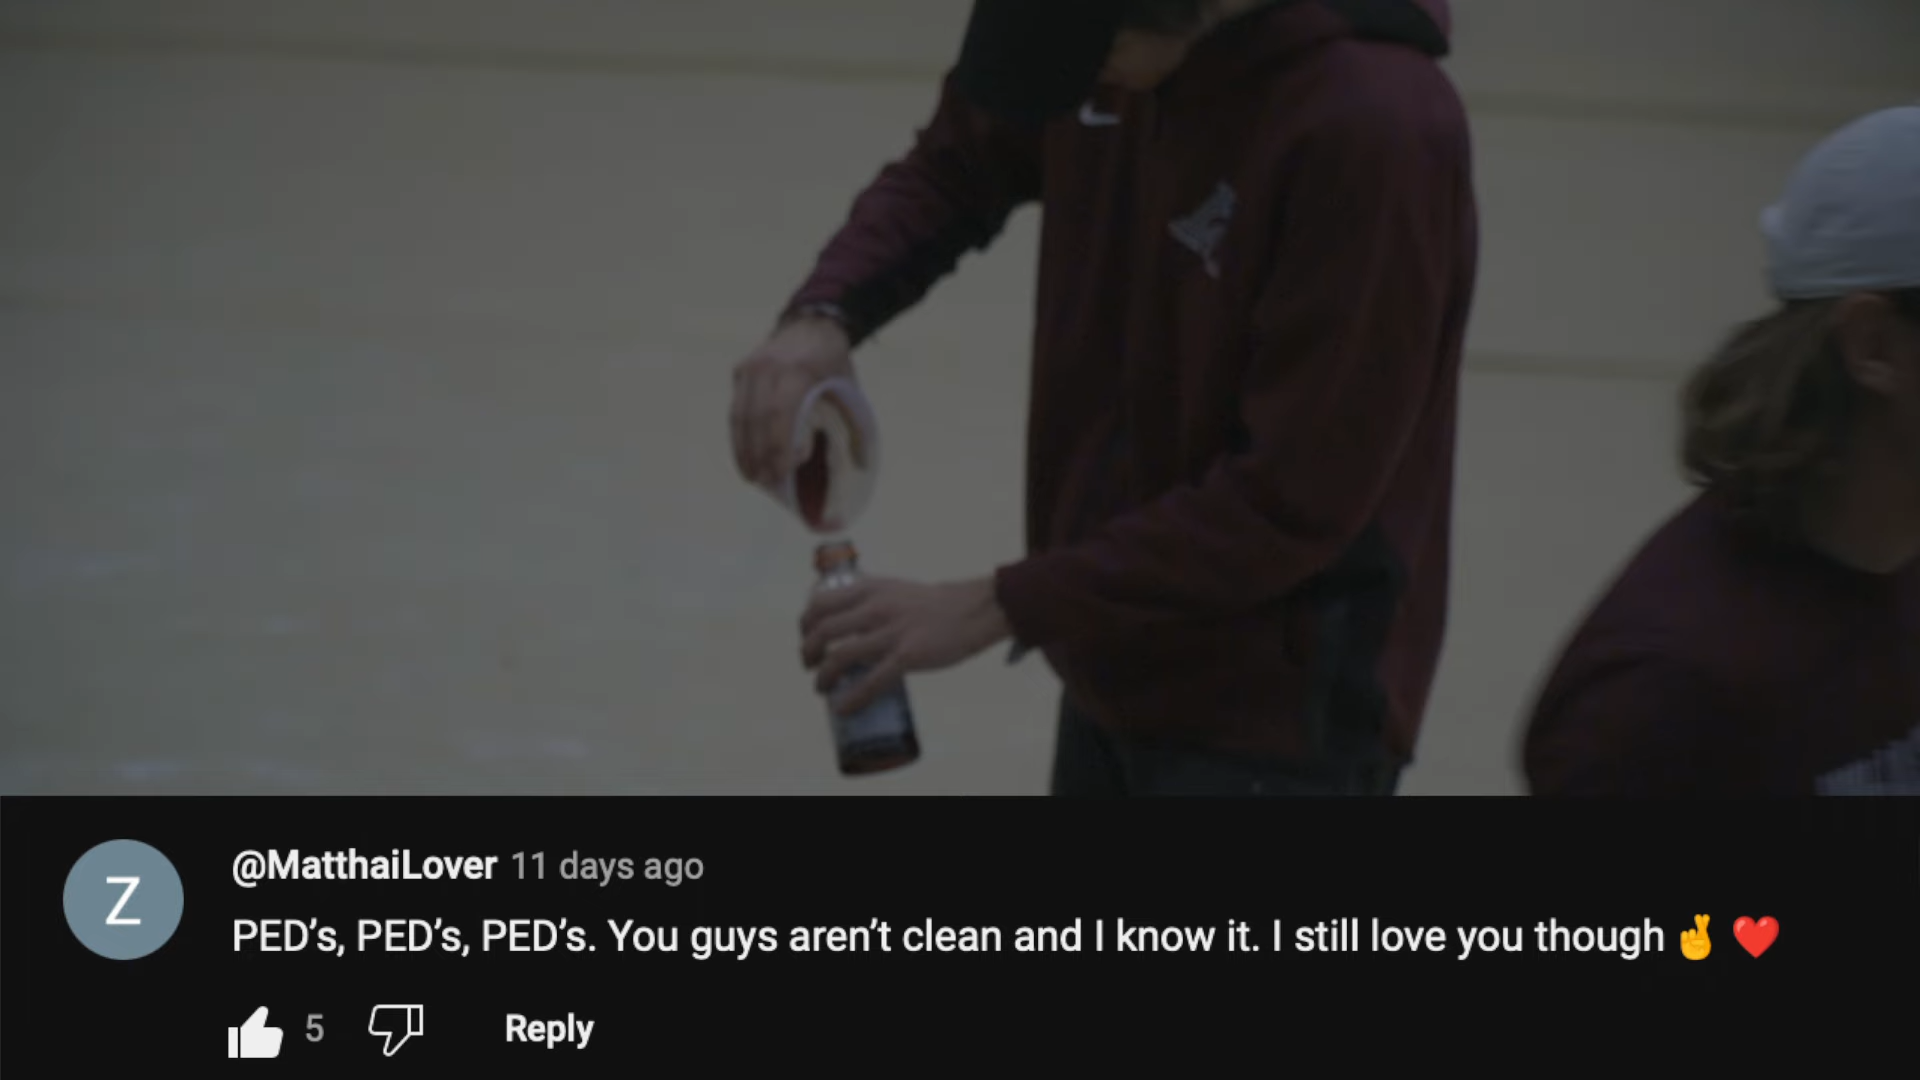 Z
@MatthaiLover 11 days ago
PED’s, PED’s, PED’s. You guys aren’t clean and I know it. I still love you though 🤞 ❤️
5
Reply